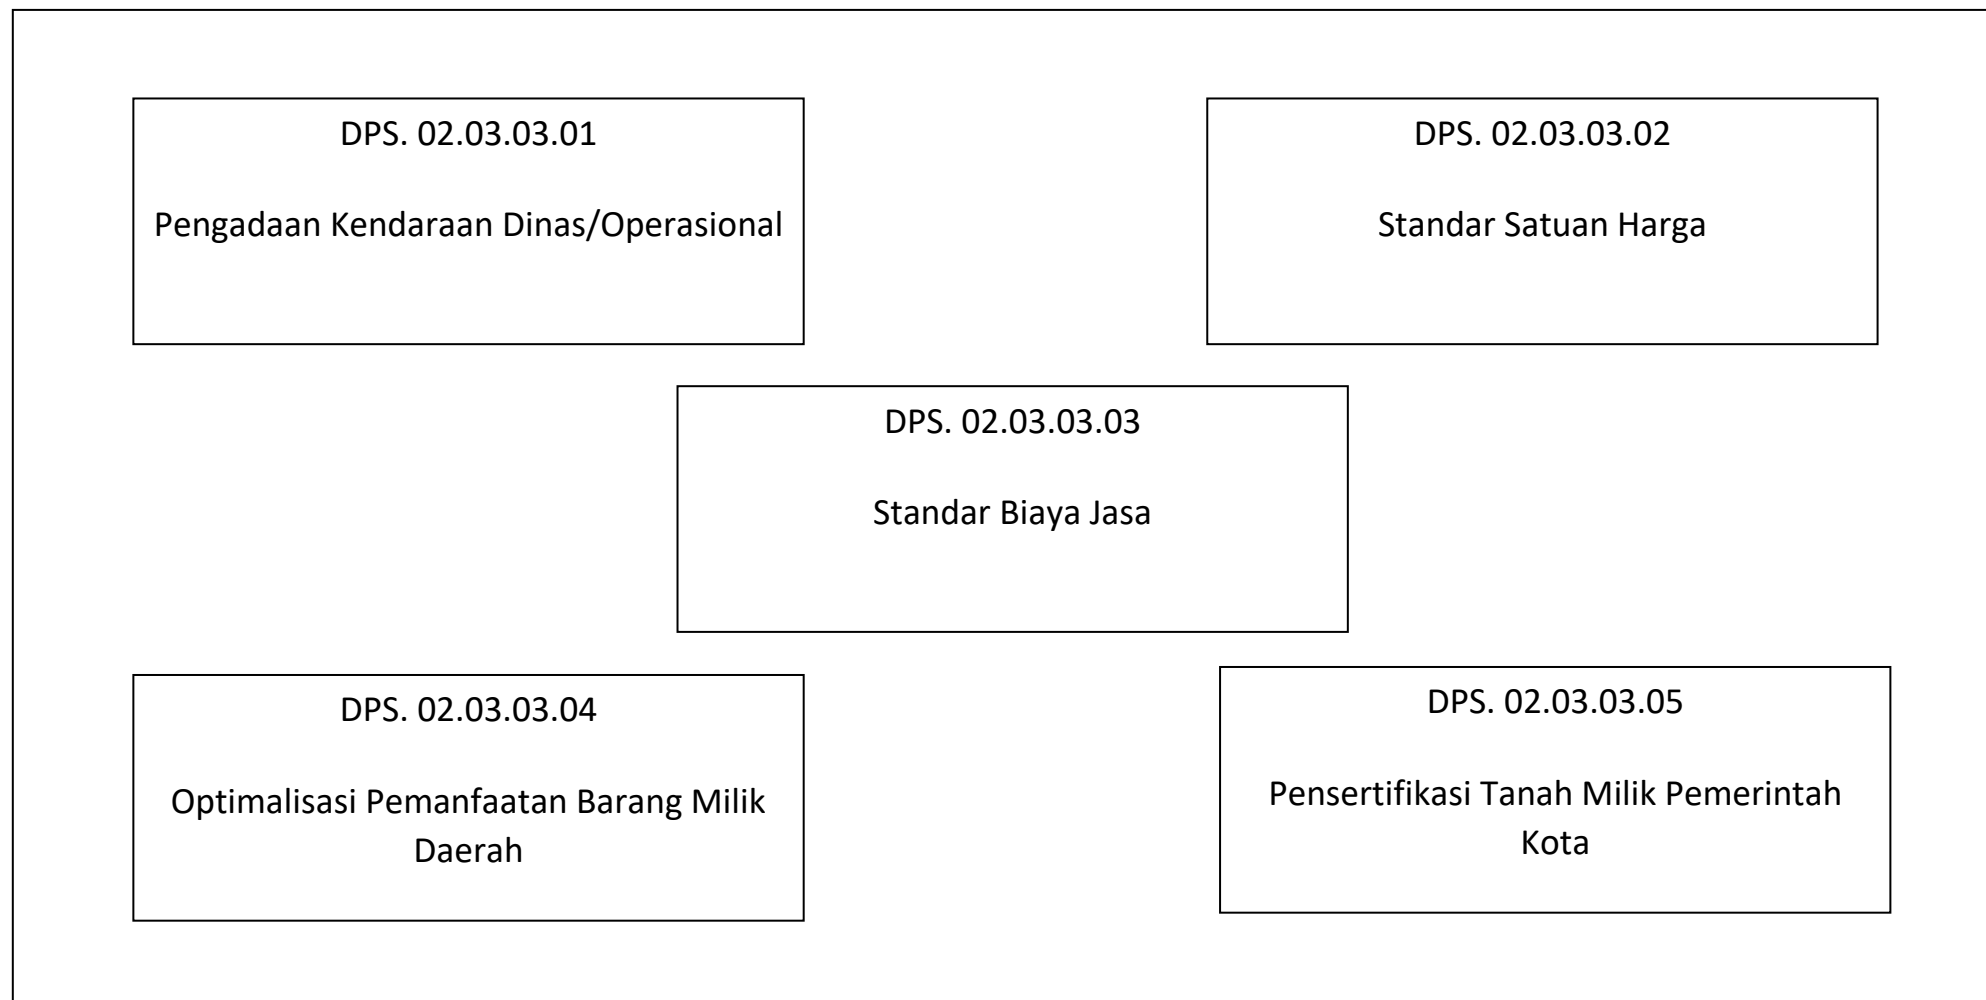 DPS. 02.03.03.01
Pengadaan Kendaraan Dinas/Operasional
DPS. 02.03.03.02
Standar Satuan Harga
DPS. 02.03.03.03
Standar Biaya Jasa
DPS. 02.03.03.04
Optimalisasi Pemanfaatan Barang Milik
Daerah
DPS. 02.03.03.05
Pensertifikasi Tanah Milik Pemerintah
Kota